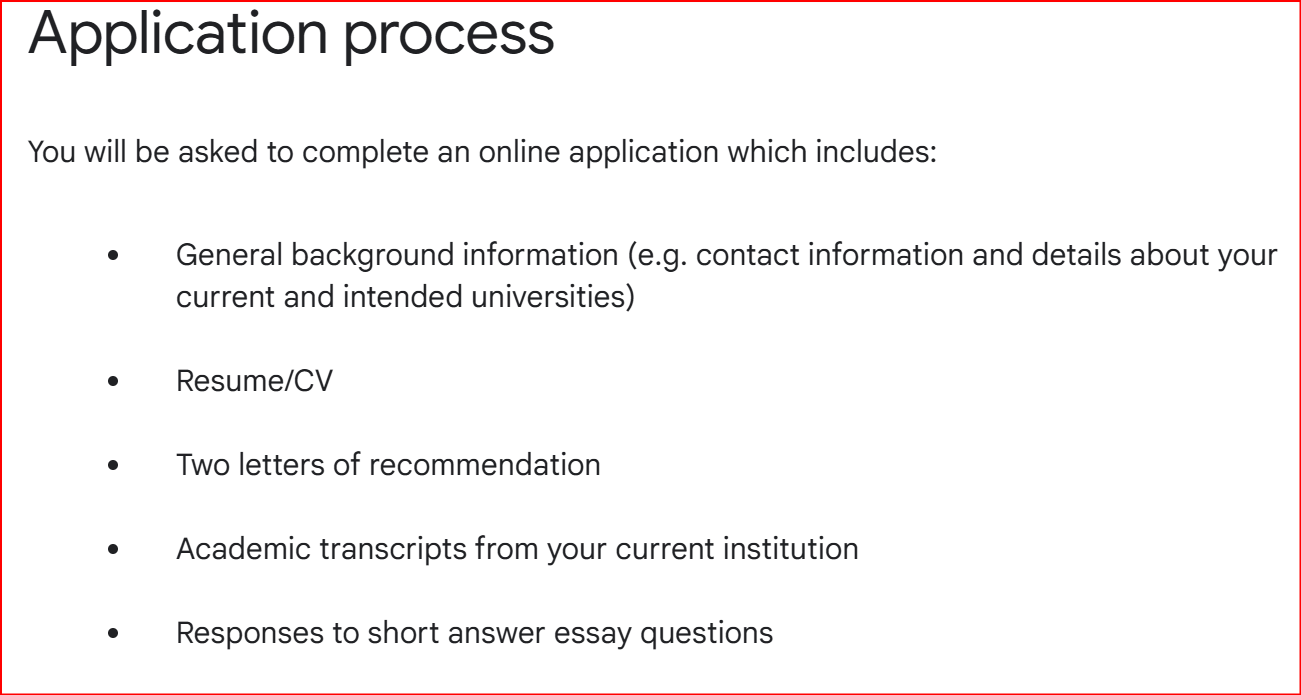 Application process
You will be asked to complete an online application which includes:
• General background information (e.g. contact information and details about your
current and intended universities)
• Resume/CV
• Two letters of recommendation
• Academic transcripts from your current institution
• Responses to short answer essay questions